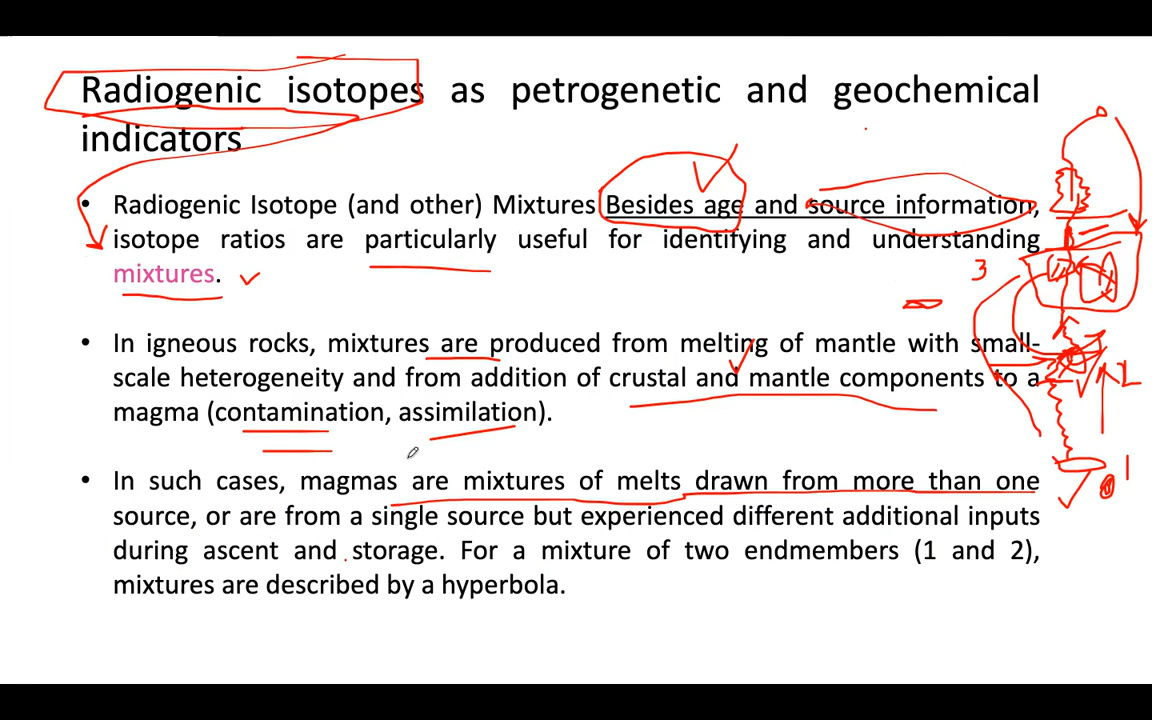 Radiogenic isotopes as petrogenetic and geochemical
indicators
• Radiogenic Isotope (and other) Mixtures Besides age and source information,
isotope ratios are particularly useful for identifying and understanding
mixtures.
3
• In igneous rocks, mixtures are produced from melting of mantle with small-
scale heterogeneity and from addition of crustal and mantle components to a
2
magma (contamination, assimilation).
1
• In such cases, magmas are mixtures of melts drawn from more than one
source, or are from a single source but experienced different additional inputs
during ascent and storage. For a mixture of two endmembers (1 and 2),
mixtures are described by a hyperbola.